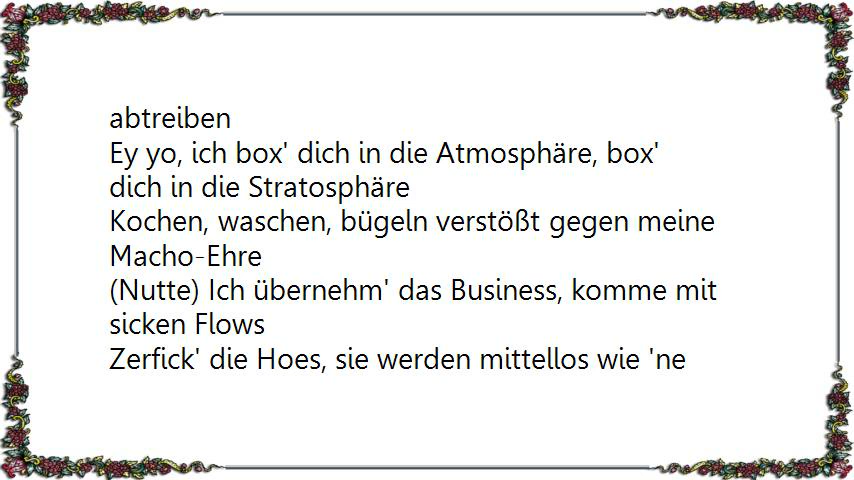 abtreiben
Ey yo, ich box' dich in die Atmosphäre, box'
dich in die Stratosphäre
Kochen, waschen, bügeln verstößt gegen meine
Macho-Ehre
(Nutte) Ich übernehm' das Business, komme mit
sicken Flows
Zerfick' die Hoes, sie werden mittellos wie 'ne